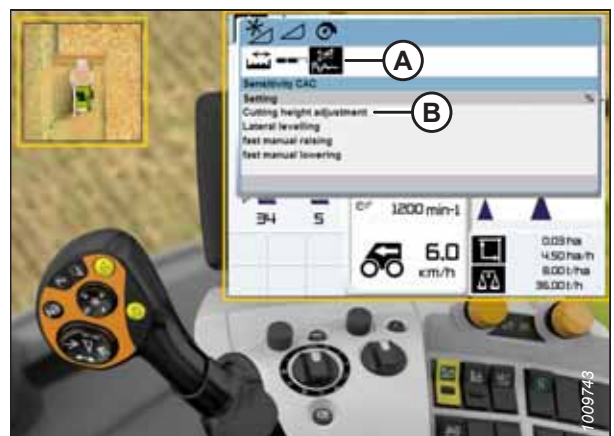 A
Sensitivity CAC
Setting %
Cutting height adjustment
B
Lateral levelling
fast manual raising
fast manual lowering
34 5
1200 min-1
6.0
km/h
0.03 ha
4.50 ha/h
8.00 t/ha
36.00 t/h
1009743